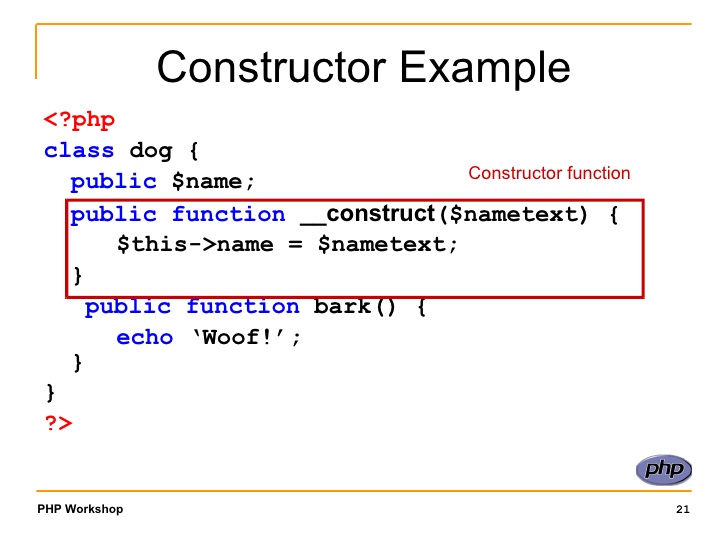 Constructor Example
<?php
class dog {
public $name;
Constructor function
public function __construct($nametext) {
$this->name = $nametext;
}
public function bark() {
echo ‘Woof!’;
}
}
?>
php
PHP Workshop
21